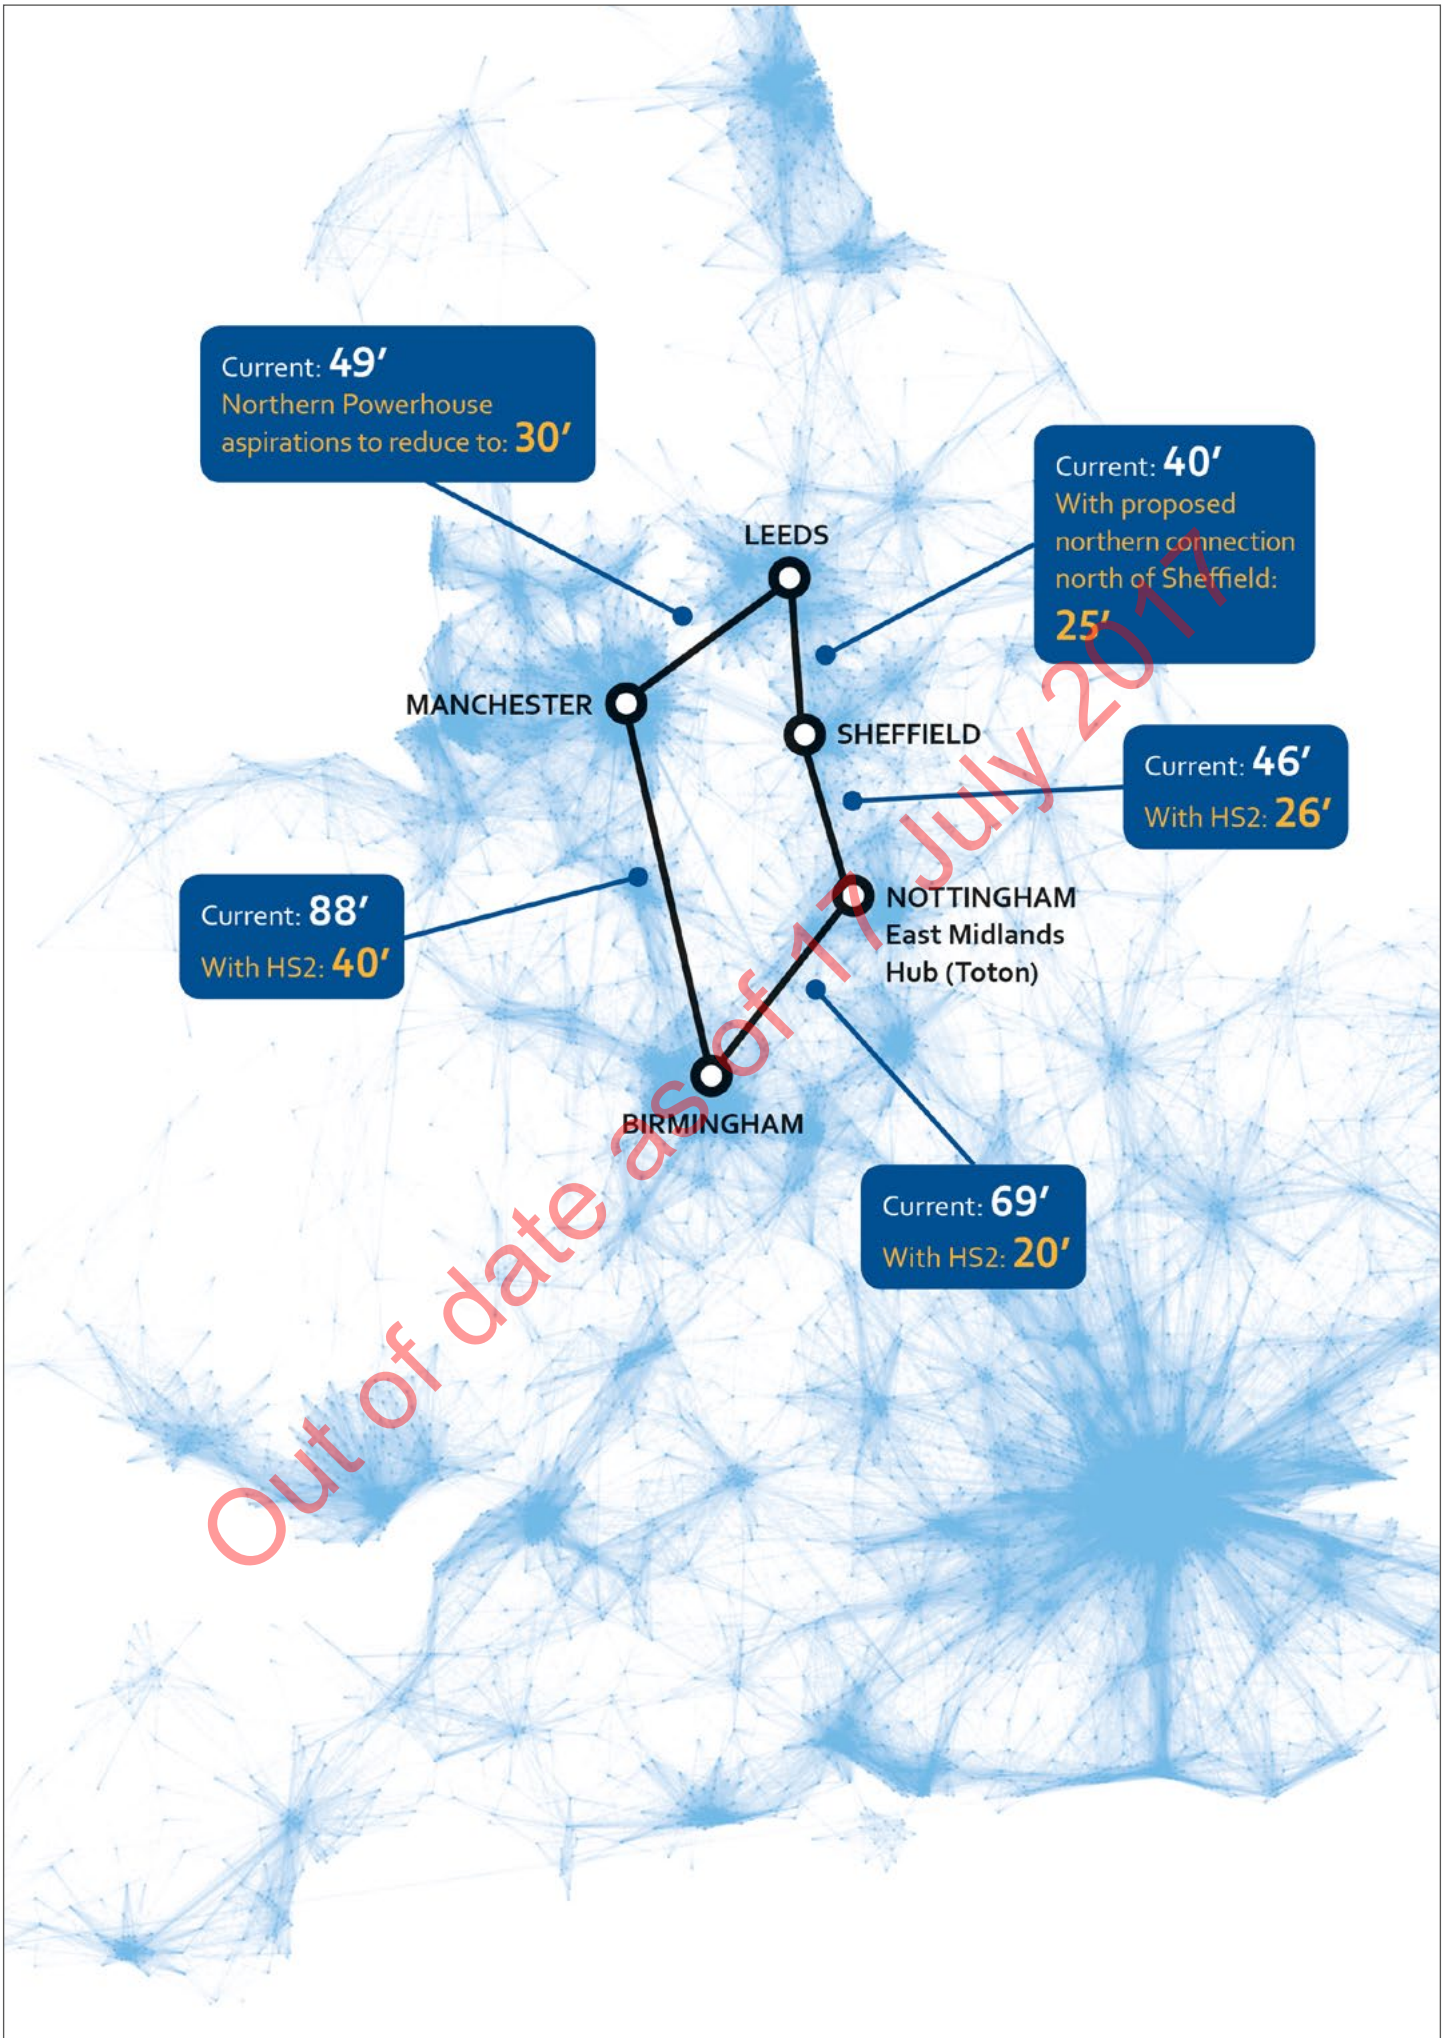 Current: 49′
Northern Powerhouse
aspirations to reduce to: 30′
Current: 40′
With proposed
northern connection
north of Sheffield:
25′
LEEDS
MANCHESTER
SHEFFIELD
Current: 46′
With HS2: 26′
Current: 88′
With HS2: 40′
NOTTINGHAM
East Midlands
Hub (Toton)
BIRMINGHAM
Current: 69′
With HS2: 20′
Out of date as of 17 July 2017